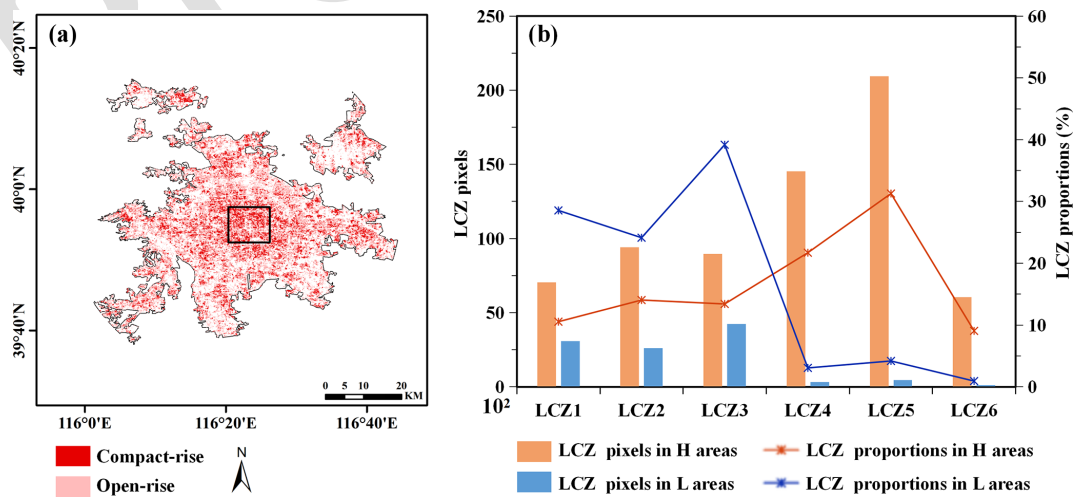 (a)
40°20'N
40°0'N
39°40'N
116°0'E
116°20'E
116°40'E
0 5 10 20
KM
Compact-rise
Open-rise
N
(b)
250
200
150
100
50
0
10²
LCZ pixels
60
50
40
30
20
10
0
LCZ proportions (%)
LCZ1 LCZ2 LCZ3 LCZ4 LCZ5 LCZ6
LCZ pixels in H areas
LCZ proportions in H areas
LCZ pixels in L areas
LCZ proportions in L areas